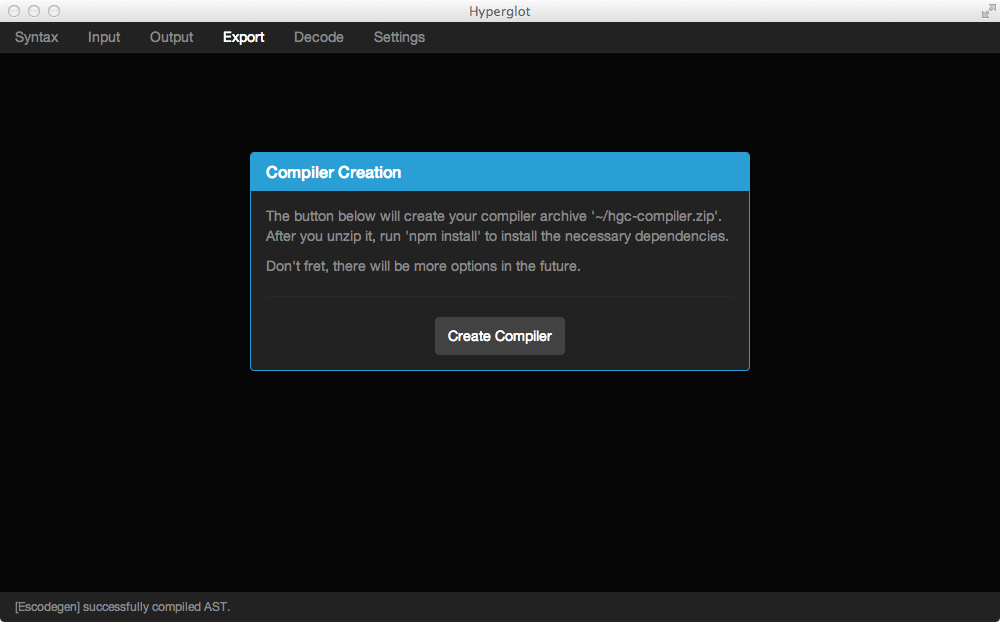 Hyperglot
Syntax Input Output Export Decode Settings
Compiler Creation
The button below will create your compiler archive '~/hgc-compiler.zip'.
After you unzip it, run 'npm install' to install the necessary dependencies.
Don't fret, there will be more options in the future.
Create Compiler
[Escodegen] successfully compiled AST.